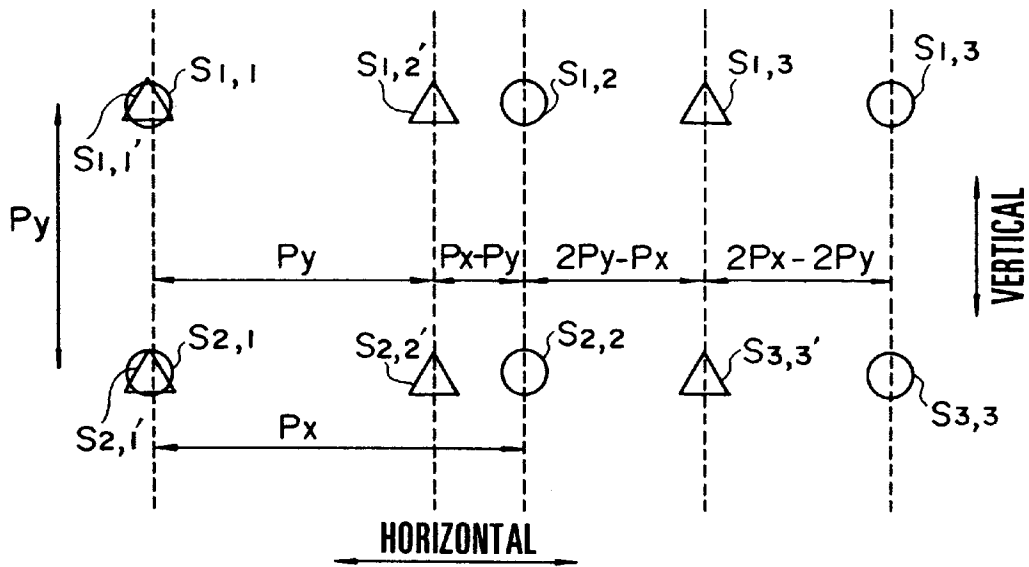 S1,1
S1,2'
S1,2
S1,3
S1,3
S1,1'
Py
Py
Px-Py
2Py-Px
2Px-2Py
VERTICAL
S2,1
S2,2'
S2,2
S3,3'
S3,3
S2,1'
Px
HORIZONTAL